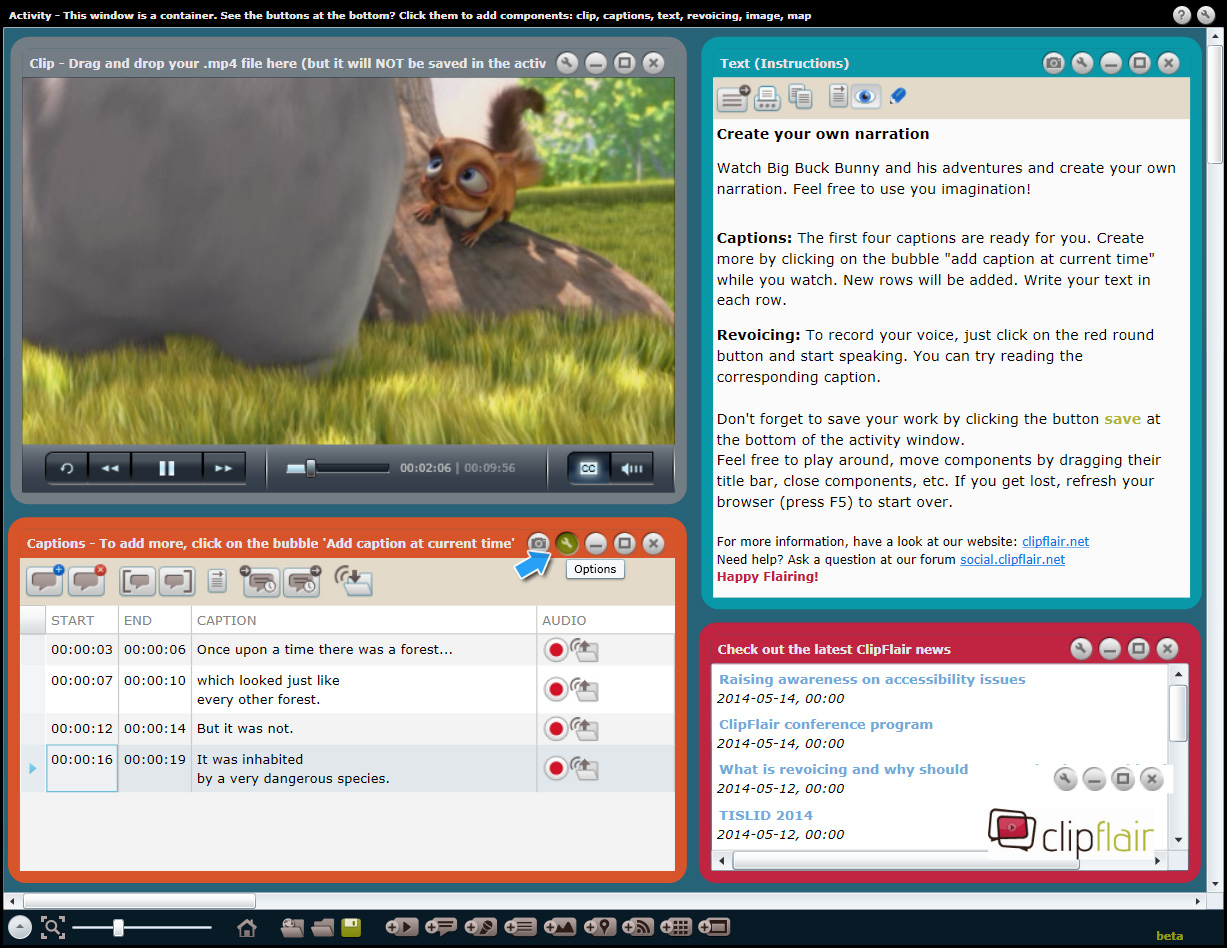 Activity - This window is a container. See the buttons at the bottom? Click them to add components: clip, captions, text, revoicing, image, map
Clip - Drag and drop your .mp4 file here (but it will NOT be saved in the activ
00:02:06 | 00:09:56
CC
Captions - To add more, click on the bubble 'Add caption at current time'
Options
START END CAPTION AUDIO
00:00:03 00:00:06 Once upon a time there was a forest...
00:00:07 00:00:10 which looked just like
every other forest.
00:00:12 00:00:14 But it was not.
00:00:16 00:00:19 It was inhabited
by a very dangerous species.
Text (Instructions)
Create your own narration
Watch Big Buck Bunny and his adventures and create your own
narration. Feel free to use you imagination!
Captions: The first four captions are ready for you. Create
more by clicking on the bubble "add caption at current time"
while you watch. New rows will be added. Write your text in
each row.
Revoicing: To record your voice, just click on the red round
button and start speaking. You can try reading the
corresponding caption.
Don't forget to save your work by clicking the button save at
the bottom of the activity window.
Feel free to play around, move components by dragging their
title bar, close components, etc. If you get lost, refresh your
browser (press F5) to start over.
For more information, have a look at our website: clipflair.net
Need help? Ask a question at our forum social.clipflair.net
Happy Flairing!
Check out the latest ClipFlair news
Raising awareness on accessibility issues
2014-05-14, 00:00
ClipFlair conference program
2014-05-14, 00:00
What is revoicing and why should
2014-05-12, 00:00
TISLID 2014
2014-05-12, 00:00
clipflair
beta